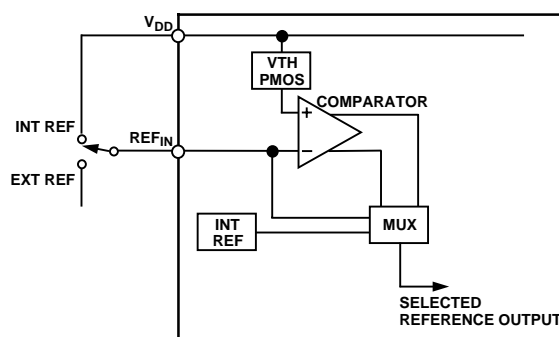 VDD
VTH
PMOS
COMPARATOR
+
INT REF
REFIN
−
EXT REF
INT
REF
MUX
SELECTED
REFERENCE OUTPUT